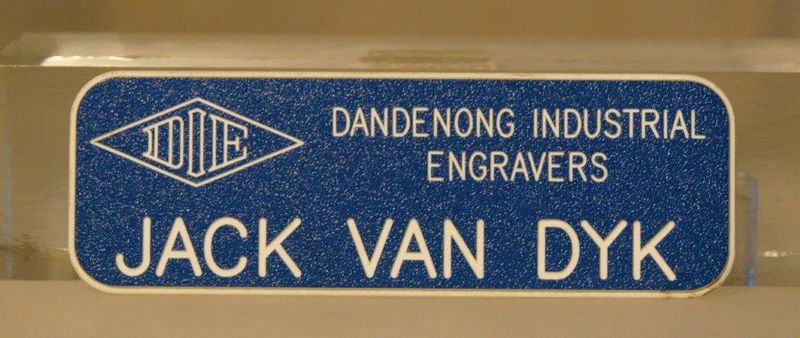 DIE
DANDENONG INDUSTRIAL
ENGRAVERS
JACK VAN DYK